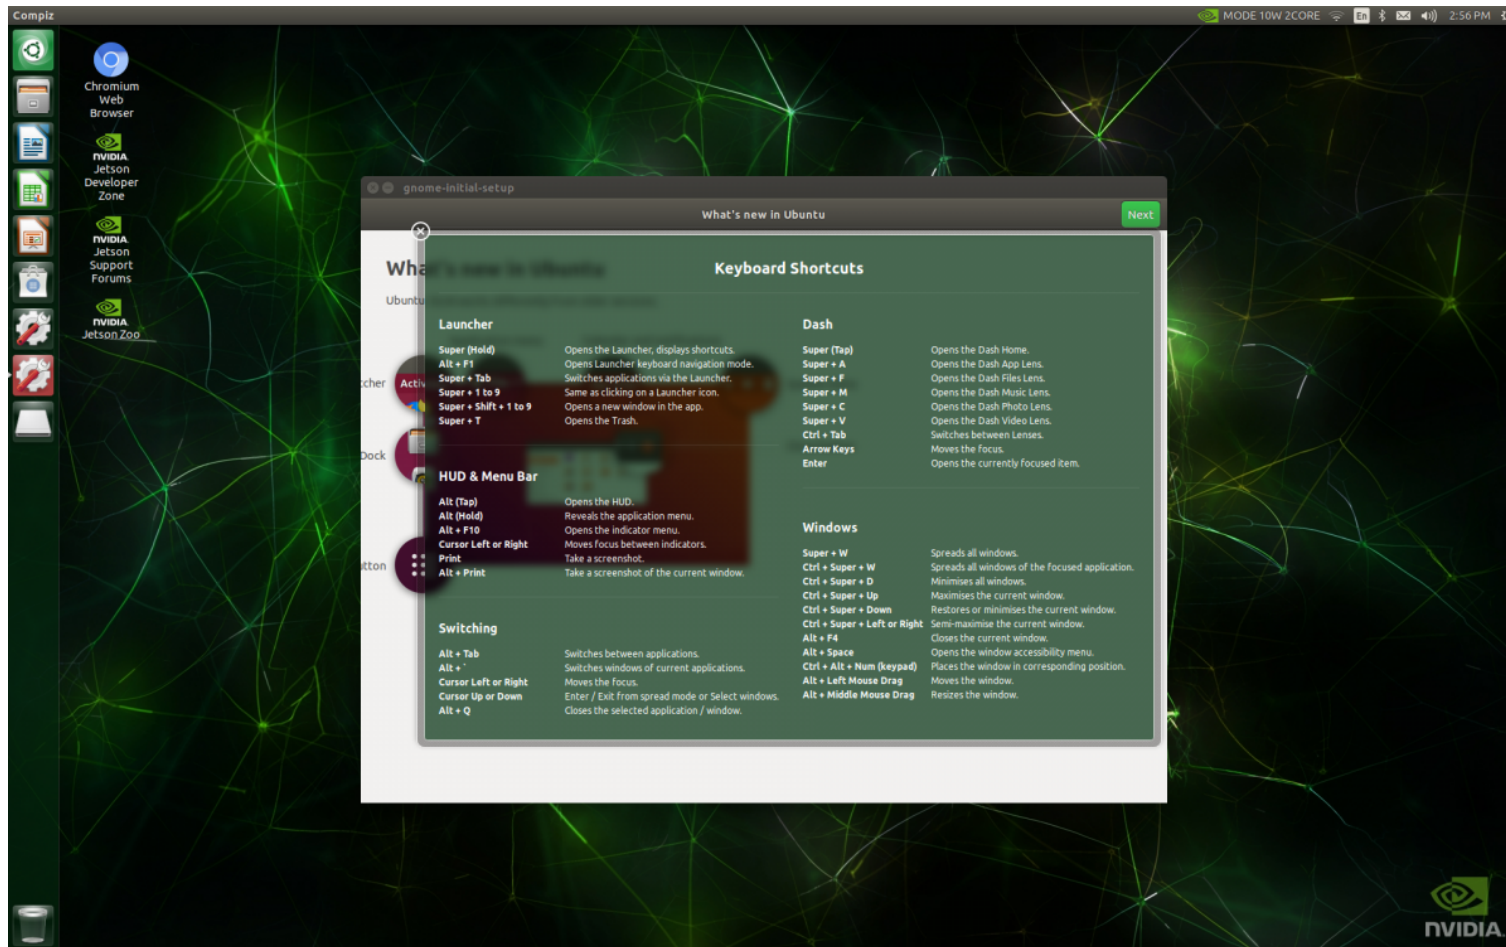 Compiz
MODE 10W 2CORE
En
2:56 PM
Chromium
Web
Browser
NVIDIA
Jetson
Developer
Zone
NVIDIA
Jetson
Support
Forums
NVIDIA
Jetson Zoo
gnome-initial-setup
What's new in Ubuntu
Next
What's new in Ubuntu
Ubuntu
Dock
Activ
Keyboard Shortcuts
Launcher
Super (Hold) Opens the Launcher, displays shortcuts.
Alt + F1 Opens Launcher keyboard navigation mode.
Super + Tab Switches applications via the Launcher.
Super + 1 to 9 Same as clicking on a Launcher icon.
Super + Shift + 1 to 9 Opens a new window in the app.
Super + T Opens the Trash.
HUD & Menu Bar
Alt (Tap) Opens the HUD.
Alt (Hold) Reveals the application menu.
Alt + F10 Opens the indicator menu.
Cursor Left or Right Moves focus between indicators.
Print Take a screenshot.
Alt + Print Take a screenshot of the current window.
Switching
Alt + Tab Switches between applications.
Alt + ` Switches windows of current applications.
Cursor Left or Right Moves the focus.
Cursor Up or Down Enter / Exit from spread mode or Select windows.
Alt + Q Closes the selected application / window.
Dash
Super (Tap) Opens the Dash Home.
Super + A Opens the Dash App Lens.
Super + F Opens the Dash Files Lens.
Super + M Opens the Dash Music Lens.
Super + C Opens the Dash Photo Lens.
Super + V Opens the Dash Video Lens.
Ctrl + Tab Switches between Lenses.
Arrow Keys Moves the focus.
Enter Opens the currently focused item.
Windows
Super + W Spreads all windows.
Ctrl + Super + W Spreads all windows of the focused application.
Ctrl + Super + D Minimises all windows.
Ctrl + Super + Up Maximises the current window.
Ctrl + Super + Down Restores or minimises the current window.
Ctrl + Super + Left or Right Semi-maximise the current window.
Alt + F4 Closes the current window.
Alt + Space Opens the window accessibility menu.
Ctrl + Alt + Num (keypad) Places the window in corresponding position.
Alt + Left Mouse Drag Moves the window.
Alt + Middle Mouse Drag Resizes the window.
NVIDIA